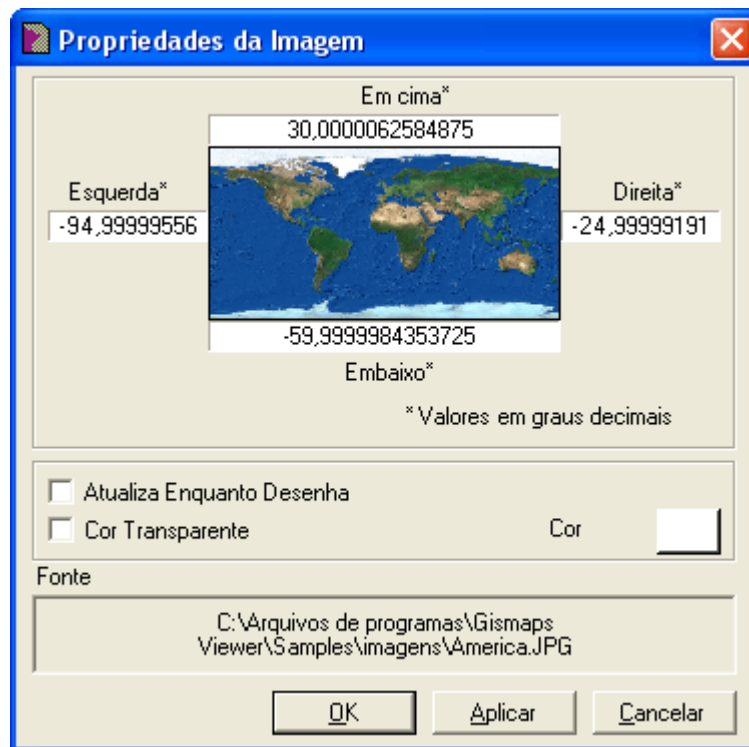 Propriedades da Imagem
Em cima*
30,0000062584875
Esquerda*
Direita*
-94,99999556
-24,99999191
-59,9999984353725
Embaixo*
* Valores em graus decimais
Atualiza Enquanto Desenha
Cor Transparente
Cor
Fonte
C:\Arquivos de programas\Gismaps
Viewer\Samples\imagens\America.JPG
OK
Aplicar
Cancelar